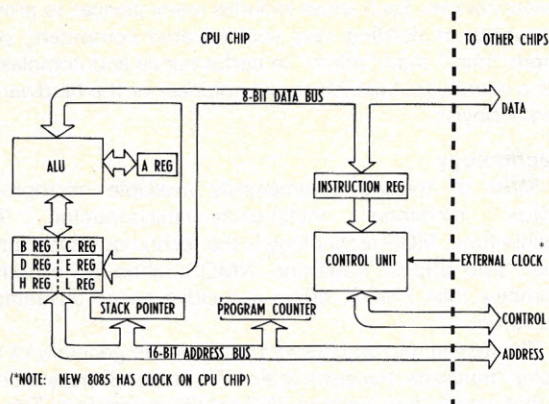 CPU CHIP
TO OTHER CHIPS
8-BIT DATA BUS
DATA
ALU
A REG
INSTRUCTION REG
B REG C REG
D REG E REG
H REG L REG
CONTROL UNIT
EXTERNAL CLOCK*
STACK POINTER
PROGRAM COUNTER
CONTROL
16-BIT ADDRESS BUS
ADDRESS
(*NOTE: NEW 8085 HAS CLOCK ON CPU CHIP)